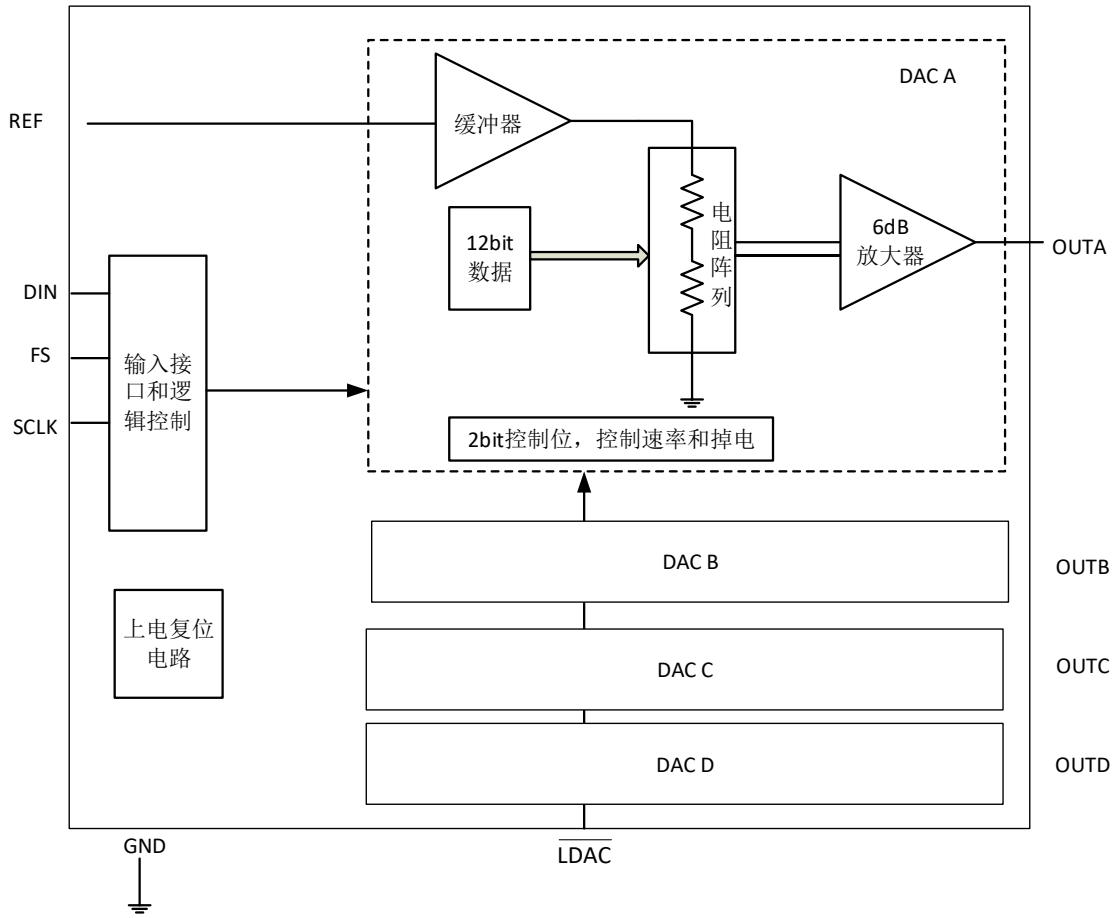 DAC A
REF
缓冲器
电
阻
阵
列
12bit
数据
6dB
放大器
OUTA
DIN
FS
SCLK
输入接
口和逻
辑控制
2bit控制位，控制速率和掉电
DAC B
OUTB
上电复位
电路
DAC C
OUTC
DAC D
OUTD
GND
LDAC